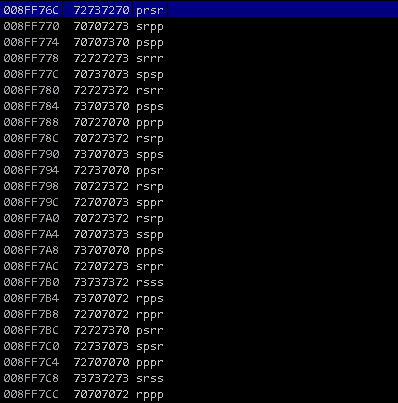 008FF76C 72737270 prsr
008FF770 70707273 srpp
008FF774 70707370 pspp
008FF778 72727273 srrr
008FF77C 70737073 spsp
008FF780 72727372 rsrr
008FF784 73707370 psps
008FF788 70727070 pprp
008FF78C 70727372 rsrp
008FF790 73707073 spps
008FF794 72737070 ppsr
008FF798 70727372 rsrp
008FF79C 72707073 sppr
008FF7A0 70727372 rsrp
008FF7A4 70707373 sspp
008FF7A8 73707070 ppps
008FF7AC 72707273 srpr
008FF7B0 73737372 rsss
008FF7B4 73707072 rpps
008FF7B8 72707072 rppr
008FF7BC 72727370 psrr
008FF7C0 72737073 spsr
008FF7C4 72707070 pppr
008FF7C8 73737273 srss
008FF7CC 70707072 rppp